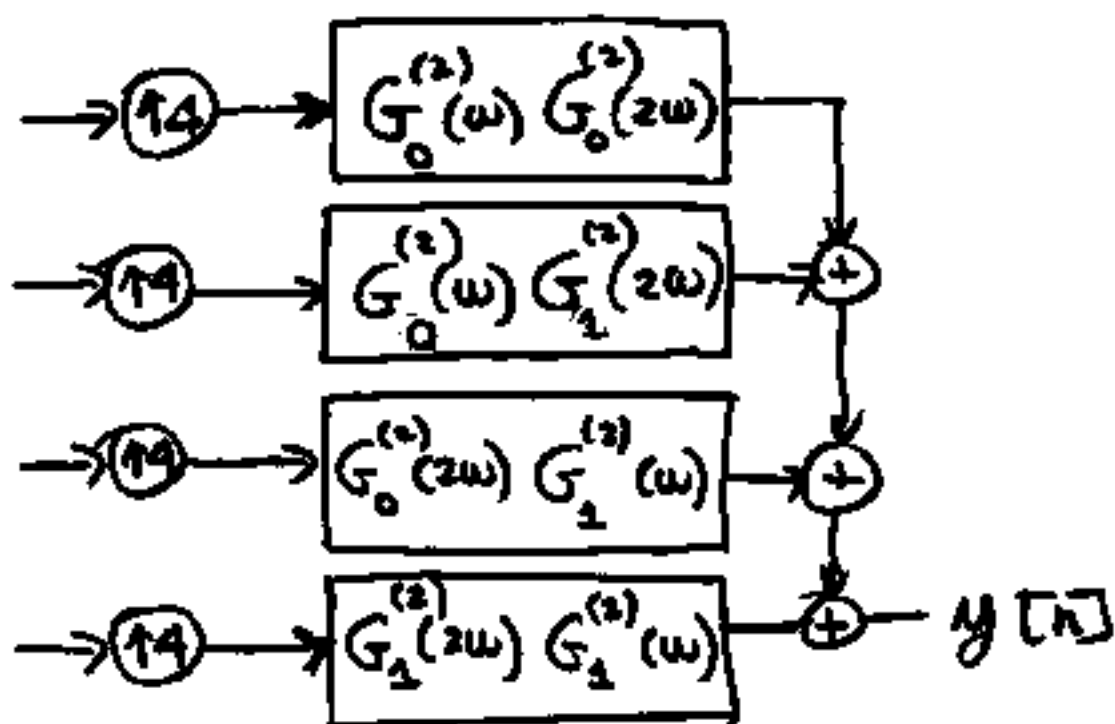 ↑4 G₀⁽²⁾(ω) G₀⁽²⁾(2ω)
↑4 G₀⁽²⁾(ω) G₁⁽²⁾(2ω) +
↑4 G₀⁽²⁾(2ω) G₁⁽²⁾(ω) +
↑4 G₁⁽²⁾(2ω) G₁⁽²⁾(ω) + y[n]